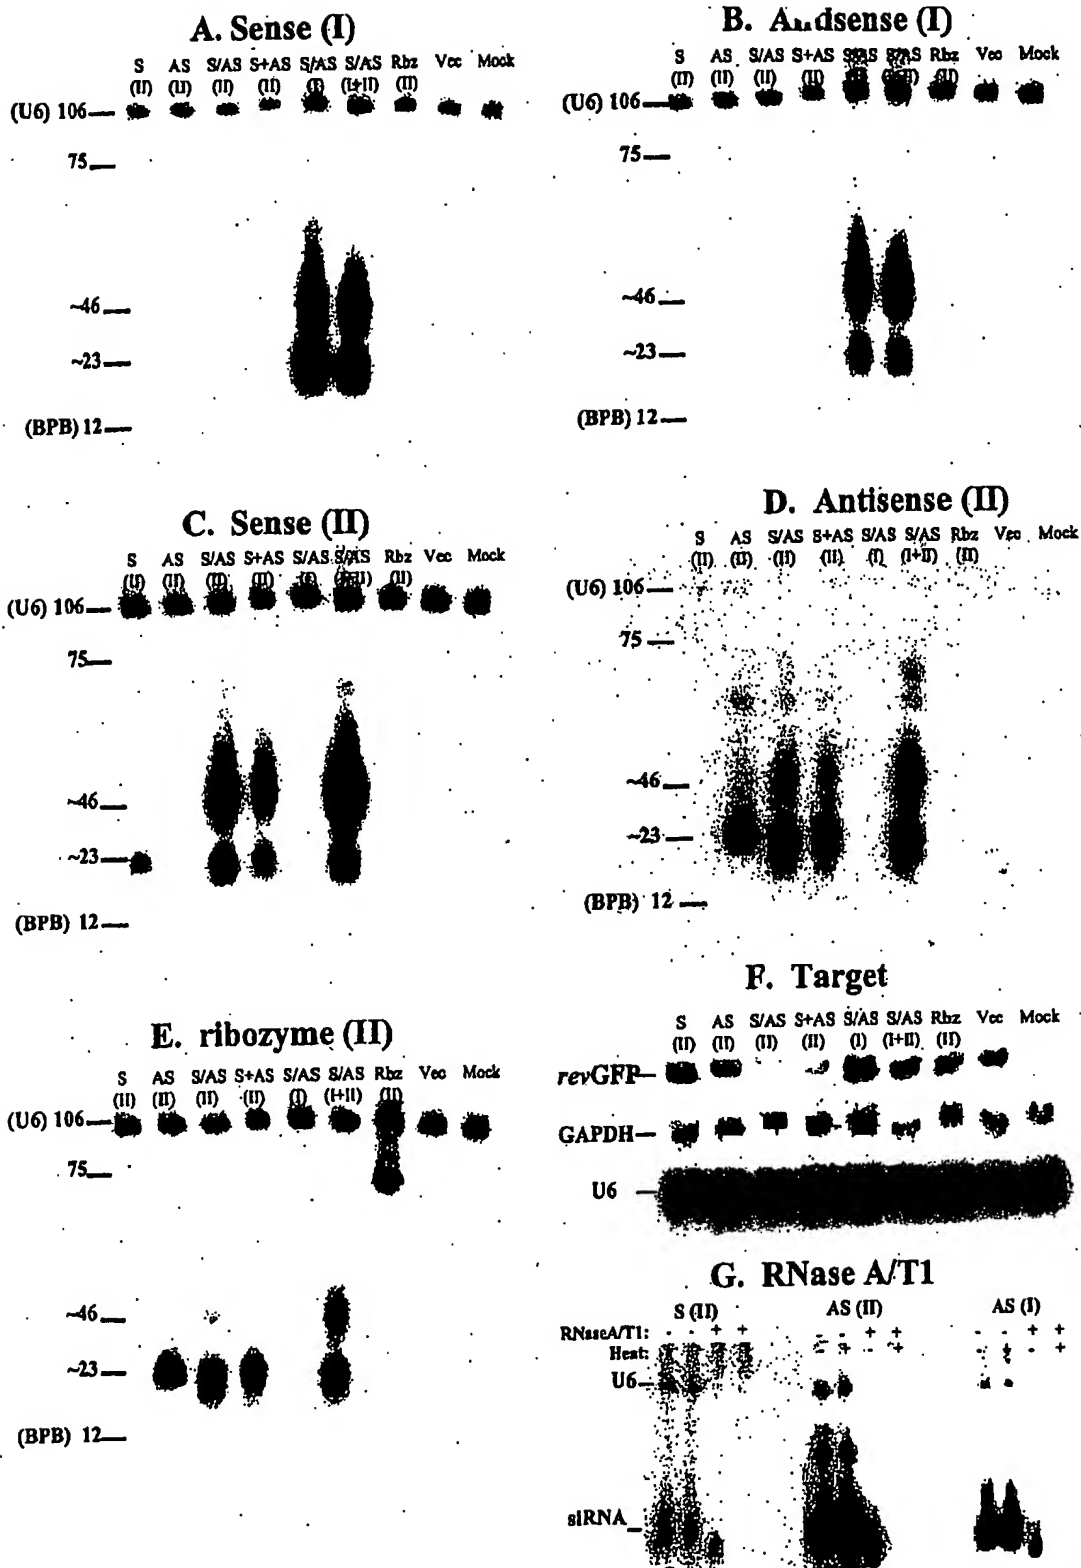 A. Sense (I)
S AS S/AS S+AS S/AS S/AS Rbz Vec Mock
(II) (II) (II) (II) (I) (I+II) (II)
(U6) 106
75
~46
~23
(BPB) 12
B. (I)
S AS S/AS S+AS S/AS Rbz Vec Mock
(II) (II) (II) (II) (II)
(U6) 106
75
~46
~23
(BPB) 12
C. Sense (II)
S AS S/AS S+AS S/AS S/AS Rbz Vec Mock
(II) (II) (II) (II) (I) (II)
(U6) 106
75
~46
~23
(BPB) 12
D. Antisense (II)
S AS S/AS S+AS S/AS S/AS Rbz Vec Mock
(II) (II) (II) (II) (I) (I+II) (II)
(U6) 106
75
~46
~23
(BPB) 12
E. ribozyme (II)
S AS S/AS S+AS S/AS S/AS Rbz Vec Mock
(II) (II) (II) (II) (I) (I+II) (II)
(U6) 106
75
~46
~23
(BPB) 12
F. Target
S AS S/AS S+AS S/AS S/AS Rbz Vec Mock
(II) (II) (II) (II) (I) (I+II) (II)
revGFP
GAPDH
U6
G. RNase A/T1
S (II) AS (II) AS (I)
RNaseA/T1: - - + + - - + + - - + +
Heat: - + - + - + - + - + - +
U6
siRNA